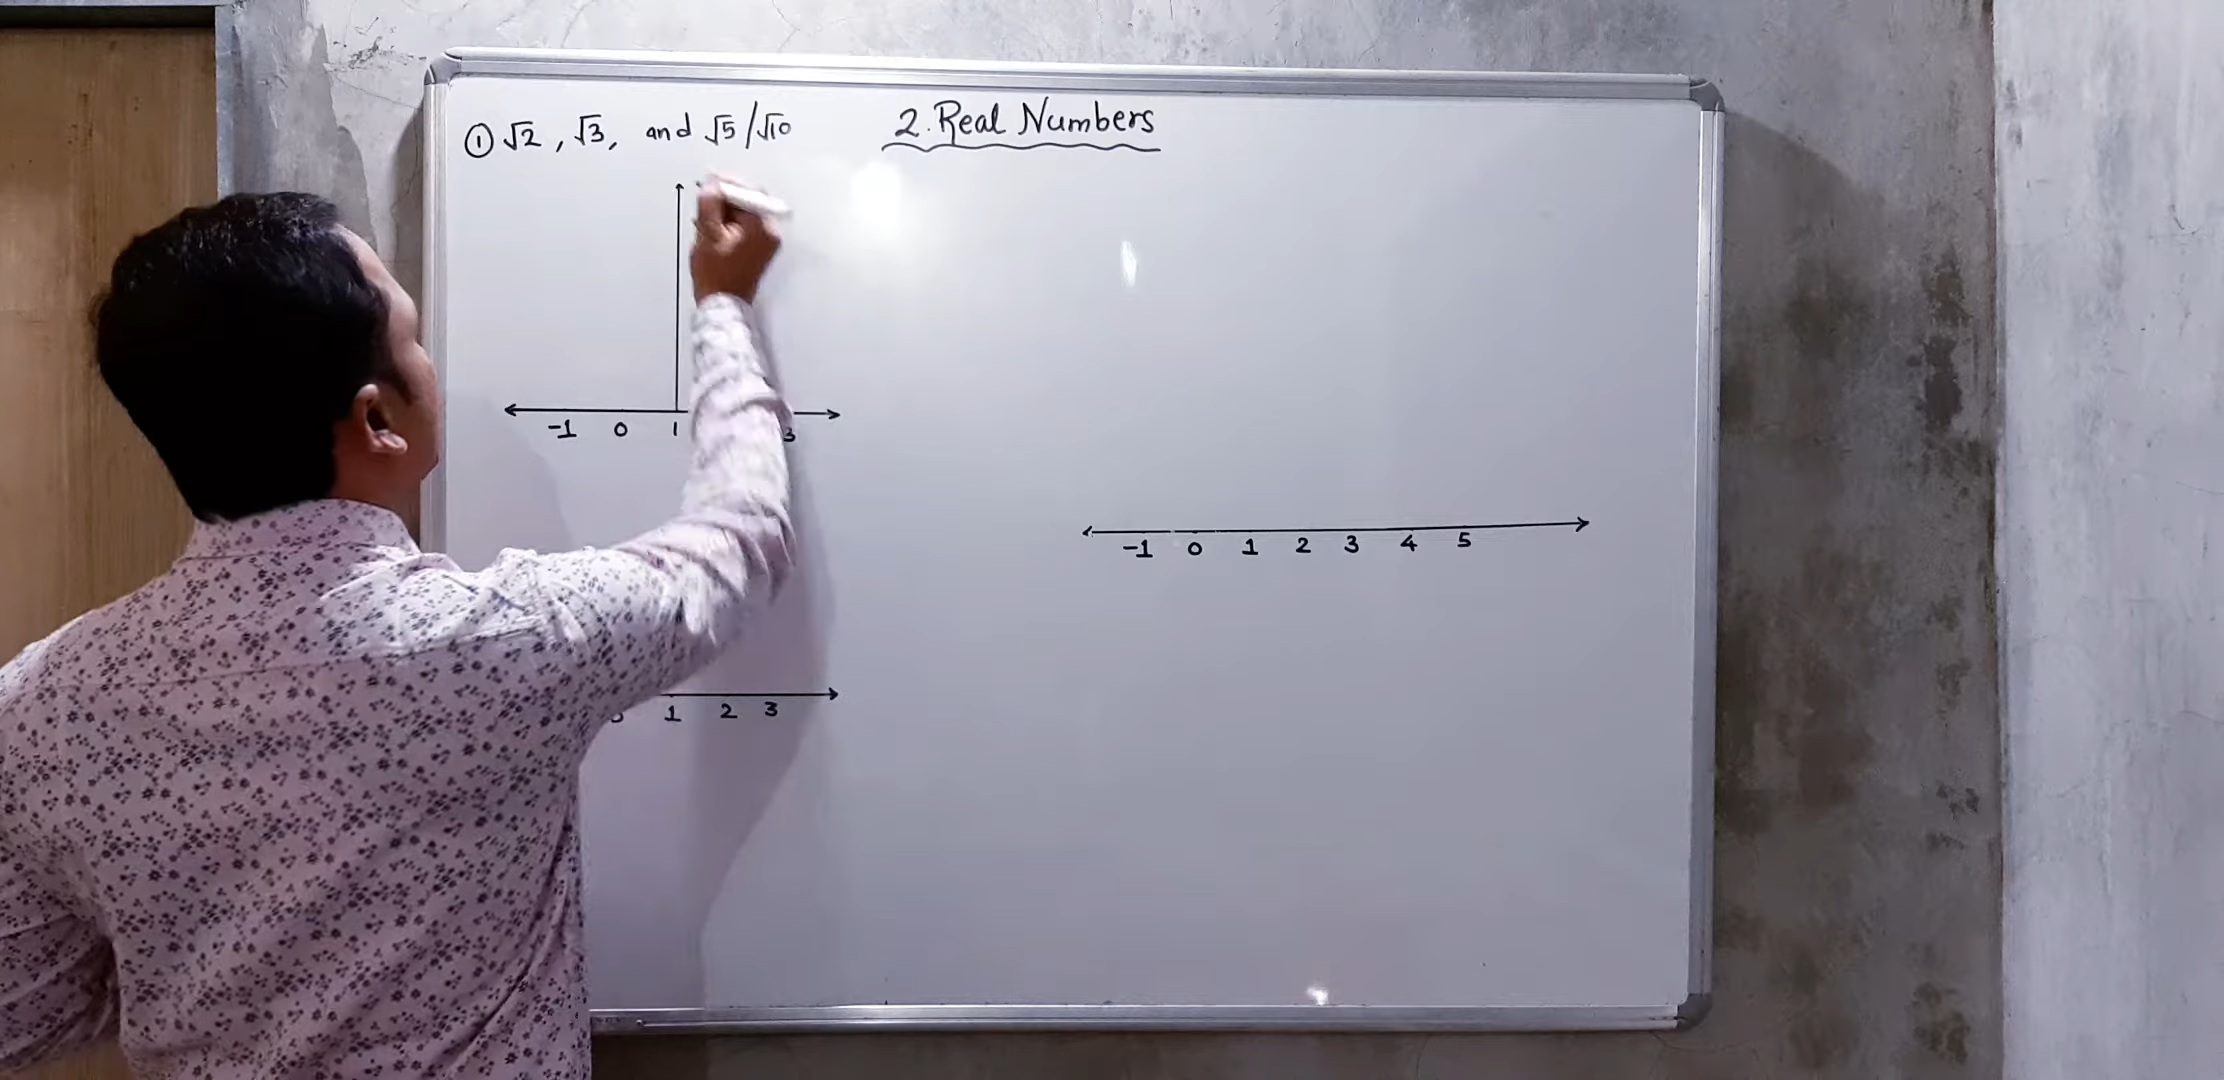 ① √2, √3, and √5/√10
2. Real Numbers
-1 0 1 3
-1 0 1 2 3 4 5
1 2 3